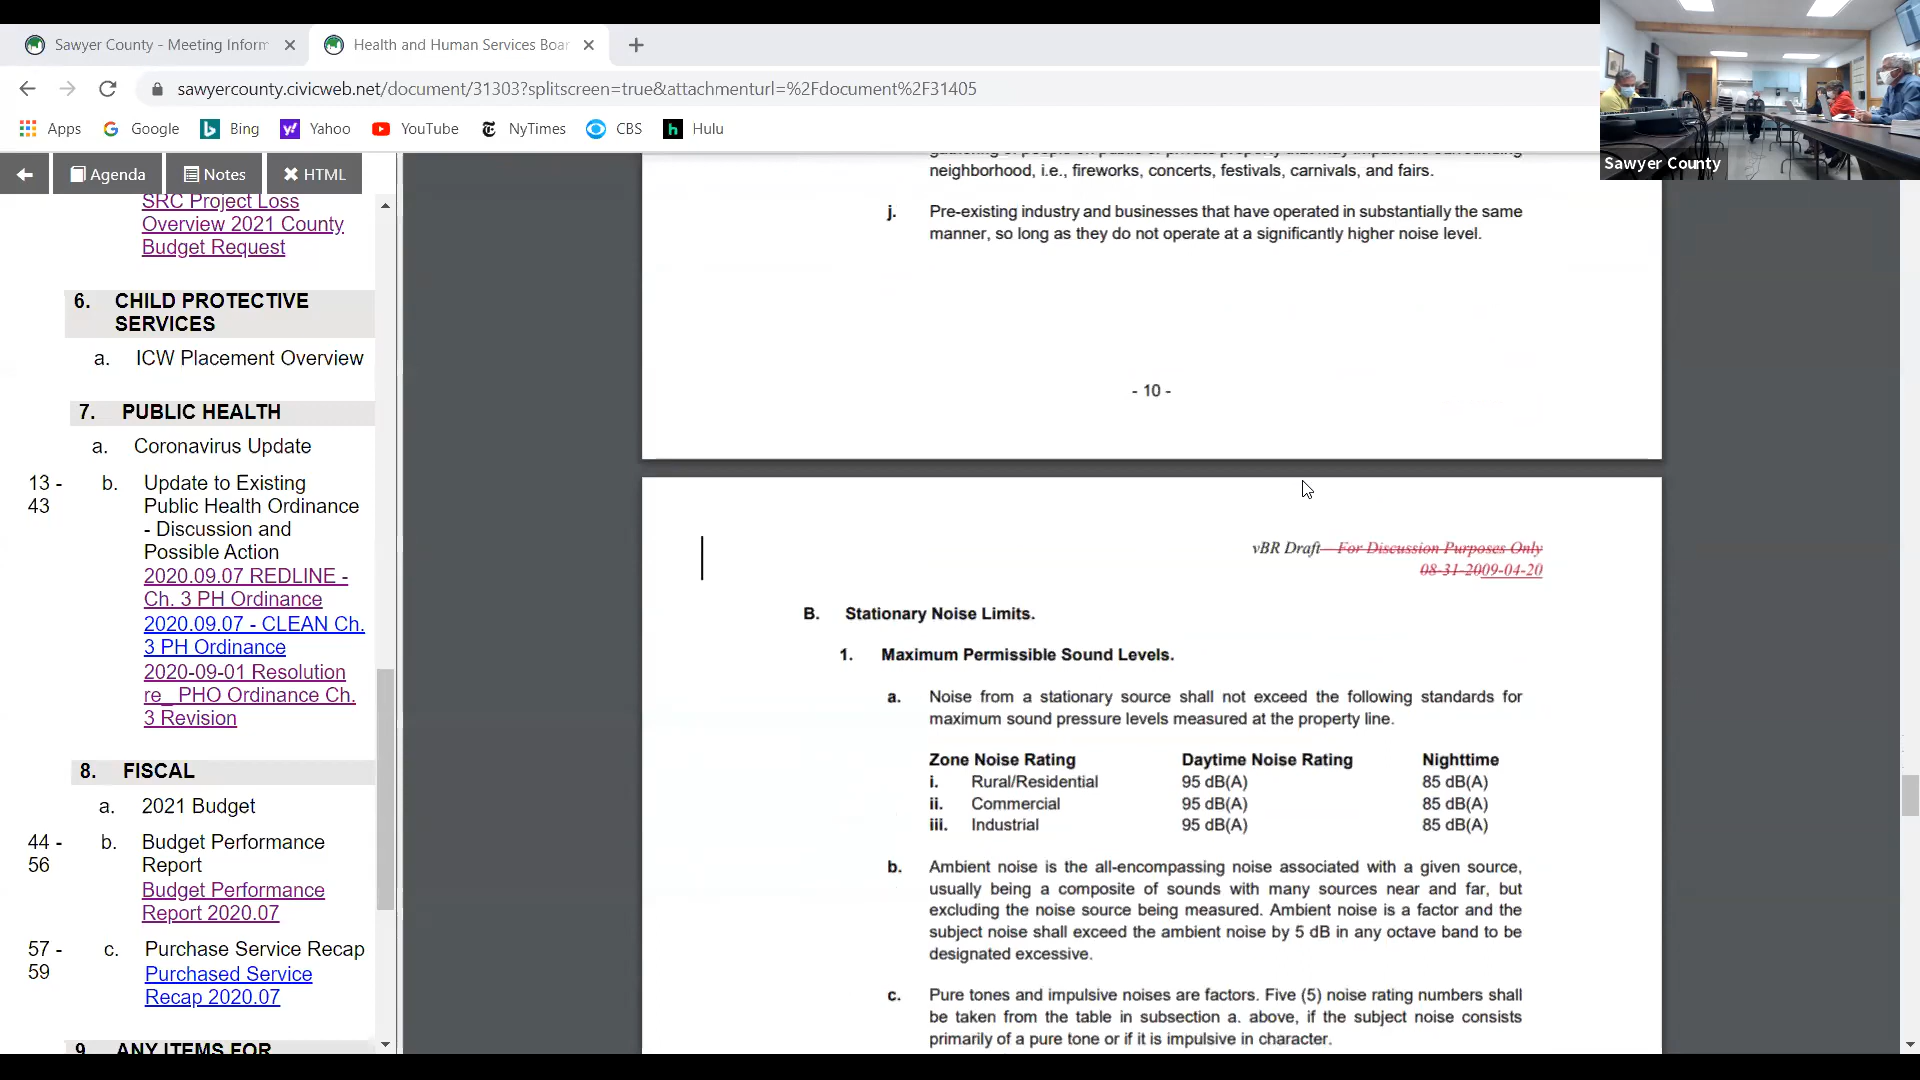 Sawyer County - Meeting Inform
Health and Human Services Boar
sawyercounty.civicweb.net/document/31303?splitscreen=true&attachmenturl=%2Fdocument%2F31405
Apps Google Bing Yahoo YouTube NyTimes CBS Hulu
Sawyer County
Agenda Notes HTML
SRC Project Loss
Overview 2021 County
Budget Request
6. CHILD PROTECTIVE
SERVICES
a. ICW Placement Overview
7. PUBLIC HEALTH
a. Coronavirus Update
13 - b. Update to Existing
43 Public Health Ordinance
- Discussion and
Possible Action
2020.09.07 REDLINE -
Ch. 3 PH Ordinance
2020.09.07 - CLEAN Ch.
3 PH Ordinance
2020-09-01 Resolution
re_ PHO Ordinance Ch.
3 Revision
8. FISCAL
a. 2021 Budget
44 - b. Budget Performance
56 Report
Budget Performance
Report 2020.07
57 - c. Purchase Service Recap
59 Purchased Service
Recap 2020.07
9 ANY ITEMS FOR
gathering of people on public or private property that may impact the surrounding
neighborhood, i.e., fireworks, concerts, festivals, carnivals, and fairs.
j. Pre-existing industry and businesses that have operated in substantially the same
manner, so long as they do not operate at a significantly higher noise level.
- 10 -
vBR Draft - For Discussion Purposes Only
08-31-2009-04-20
B. Stationary Noise Limits.
1. Maximum Permissible Sound Levels.
a. Noise from a stationary source shall not exceed the following standards for
maximum sound pressure levels measured at the property line.
Zone Noise Rating Daytime Noise Rating Nighttime
i. Rural/Residential 95 dB(A) 85 dB(A)
ii. Commercial 95 dB(A) 85 dB(A)
iii. Industrial 95 dB(A) 85 dB(A)
b. Ambient noise is the all-encompassing noise associated with a given source,
usually being a composite of sounds with many sources near and far, but
excluding the noise source being measured. Ambient noise is a factor and the
subject noise shall exceed the ambient noise by 5 dB in any octave band to be
designated excessive.
c. Pure tones and impulsive noises are factors. Five (5) noise rating numbers shall
be taken from the table in subsection a. above, if the subject noise consists
primarily of a pure tone or if it is impulsive in character.